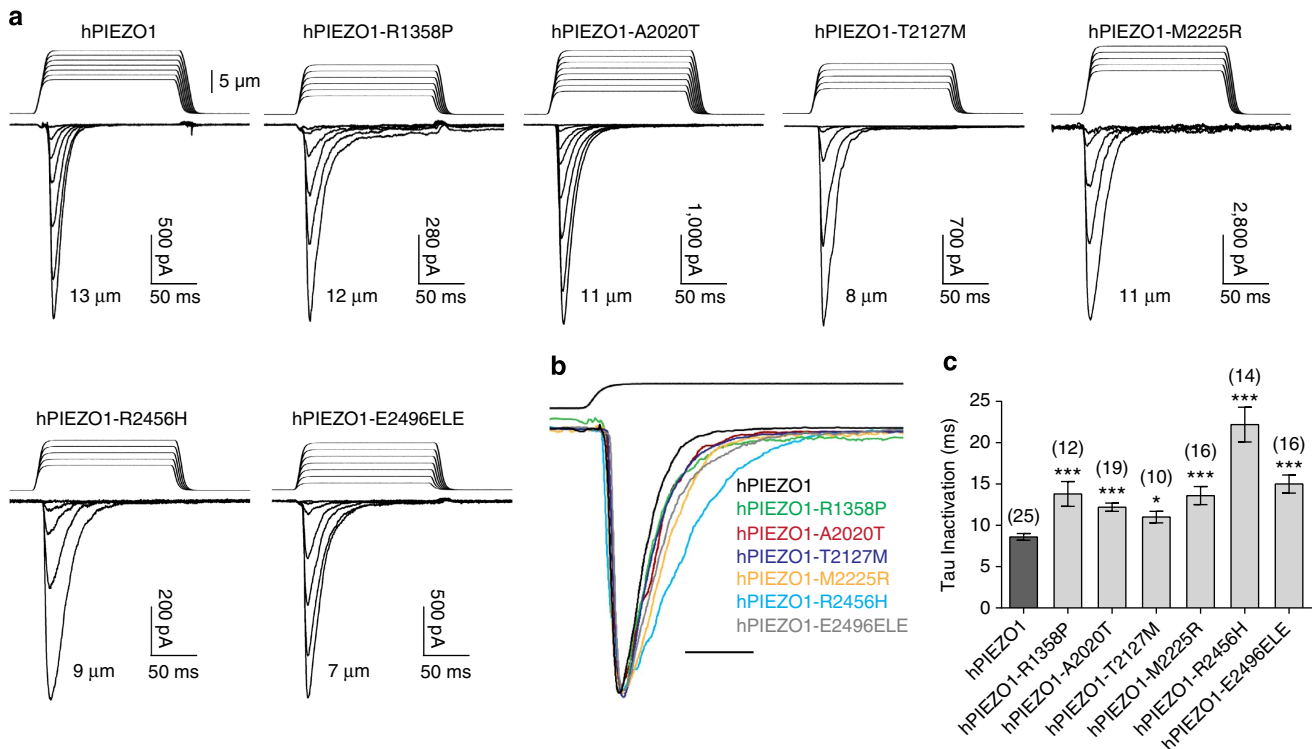 a
hPIEZO1
hPIEZO1-R1358P
hPIEZO1-A2020T
hPIEZO1-T2127M
hPIEZO1-M2225R
5 µm
500 pA
50 ms
13 µm
280 pA
50 ms
12 µm
1,000 pA
50 ms
11 µm
700 pA
50 ms
8 µm
2,800 pA
50 ms
11 µm
hPIEZO1-R2456H
hPIEZO1-E2496ELE
200 pA
50 ms
9 µm
500 pA
50 ms
7 µm
b
hPIEZO1
hPIEZO1-R1358P
hPIEZO1-A2020T
hPIEZO1-T2127M
hPIEZO1-M2225R
hPIEZO1-R2456H
hPIEZO1-E2496ELE
c
Tau Inactivation (ms)
25
20
15
10
5
0
(25)
(12)
***
(19)
***
(10)
*
(16)
***
(14)
***
(16)
***
hPIEZO1
hPIEZO1-R1358P
hPIEZO1-A2020T
hPIEZO1-T2127M
hPIEZO1-M2225R
hPIEZO1-R2456H
hPIEZO1-E2496ELE